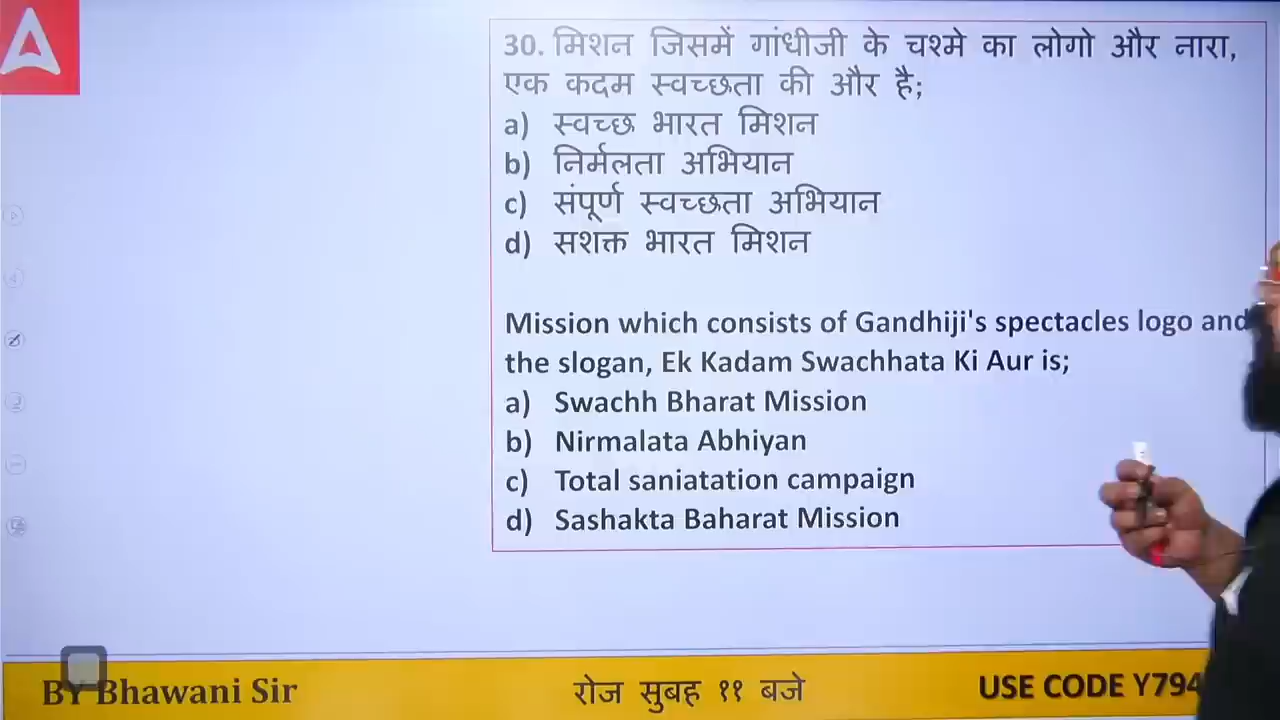 30. मिशन जिसमें गांधीजी के चश्मे का लोगो और नारा,
एक कदम स्वच्छता की और है;
a) स्वच्छ भारत मिशन
b) निर्मलता अभियान
c) संपूर्ण स्वच्छता अभियान
d) सशक्त भारत मिशन
Mission which consists of Gandhiji's spectacles logo and
the slogan, Ek Kadam Swachhata Ki Aur is;
a) Swachh Bharat Mission
b) Nirmalata Abhiyan
c) Total saniatation campaign
d) Sashakta Baharat Mission
BY Bhawani Sir
रोज सुबह ११ बजे
USE CODE Y794